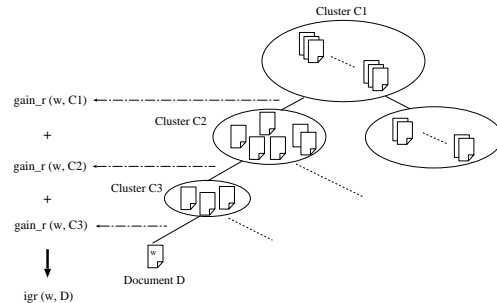 Cluster C1
gain_r (w, C1)
Cluster C2
+
gain_r (w, C2)
Cluster C3
+
gain_r (w, C3)
w
Document D
igr (w, D)